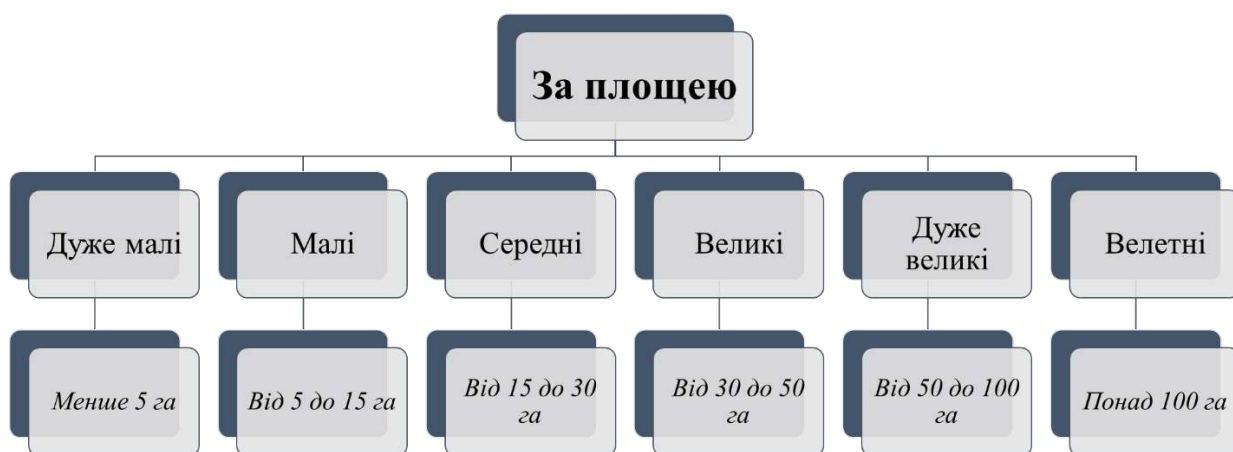 За площею
Дуже малі
Малі
Середні
Великі
Дуже
великі
Велетні
Менше 5 га
Від 5 до 15 га
Від 15 до 30
га
Від 30 до 50
га
Від 50 до 100
га
Понад 100 га